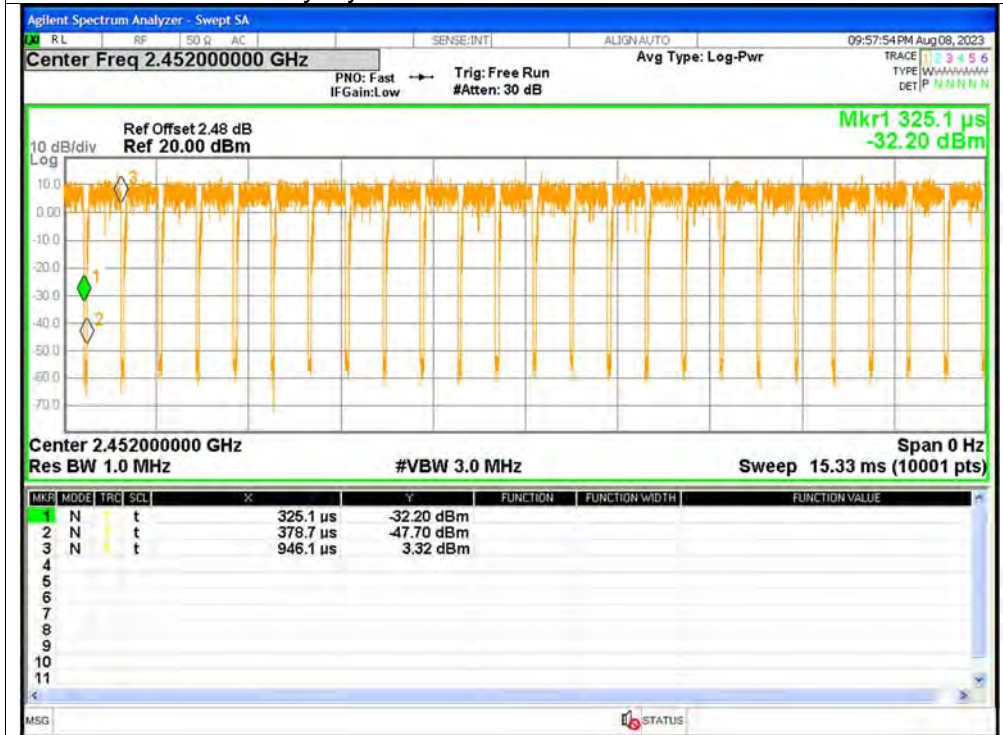 Agilent Spectrum Analyzer - Swept SA
RL RF 50 Ω AC SENSE:INT ALIGN AUTO 09:57:54 PM Aug 08, 2023
Center Freq 2.452000000 GHz Avg Type: Log-Pwr TRACE 1 2 3 4 5 6
PNO: Fast Trig: Free Run TYPE W
IFGain:Low #Atten: 30 dB DET P N N N N N
Mkr1 325.1 µs
-32.20 dBm
Ref Offset 2.48 dB
10 dB/div Ref 20.00 dBm
Log
10.0
0.00
-10.0
-20.0
-30.0
-40.0
-50.0
-60.0
-70.0
3
1
2
Center 2.452000000 GHz Span 0 Hz
Res BW 1.0 MHz #VBW 3.0 MHz Sweep 15.33 ms (10001 pts)
MKR MODE TRC SCL X Y FUNCTION FUNCTION WIDTH FUNCTION VALUE
1 N 1 t 325.1 µs -32.20 dBm
2 N 1 t 378.7 µs -47.70 dBm
3 N 1 t 946.1 µs 3.32 dBm
4
5
6
7
8
9
10
11
MSG STATUS